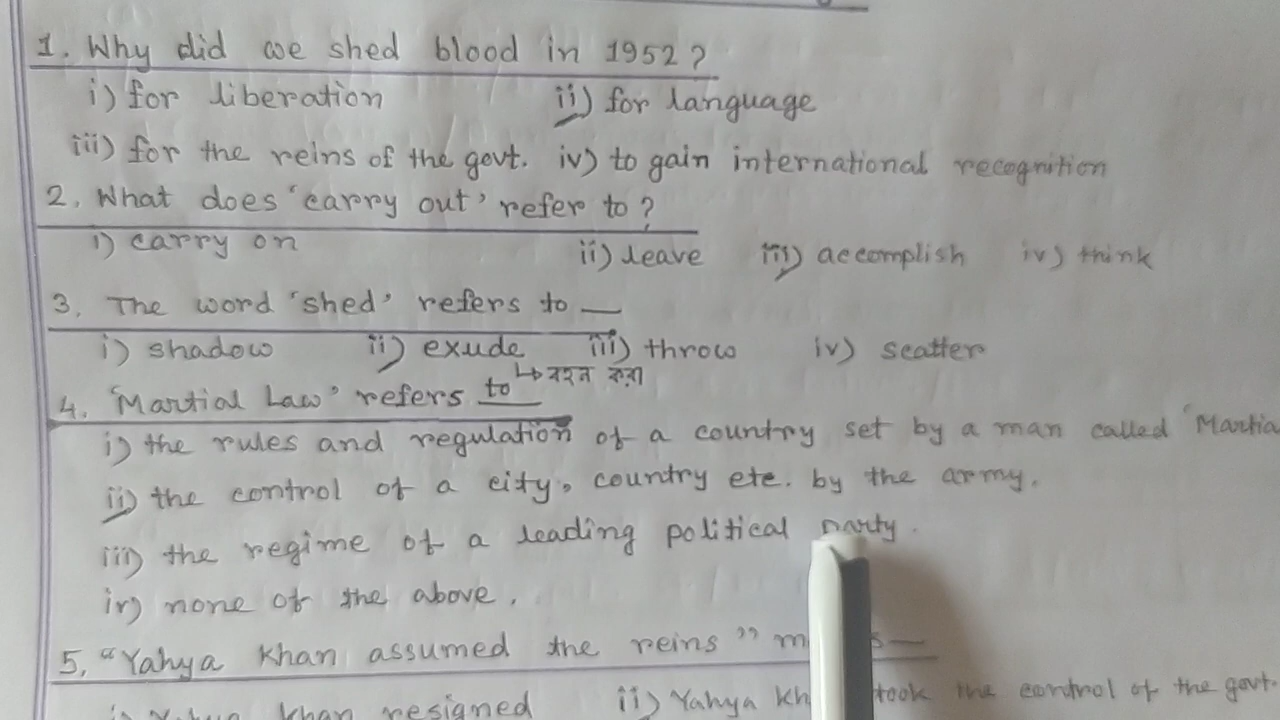 1. Why did we shed blood in 1952?
i) for liberation ii) for language
iii) for the reins of the govt. iv) to gain international recognition
2. What does 'carry out' refer to?
i) carry on ii) leave iii) accomplish iv) think
3. The word 'shed' refers to —
i) shadow ii) exude iii) throw iv) scatter
↳ বহন করা
4. 'Martial Law' refers to —
i) the rules and regulation of a country set by a man called 'Martia
ii) the control of a city, country etc. by the army.
iii) the regime of a leading political party.
iv) none of the above.
5. "Yahya Khan assumed the reins" —
i) Yahya Khan resigned ii) Yahya took the control of the govt.